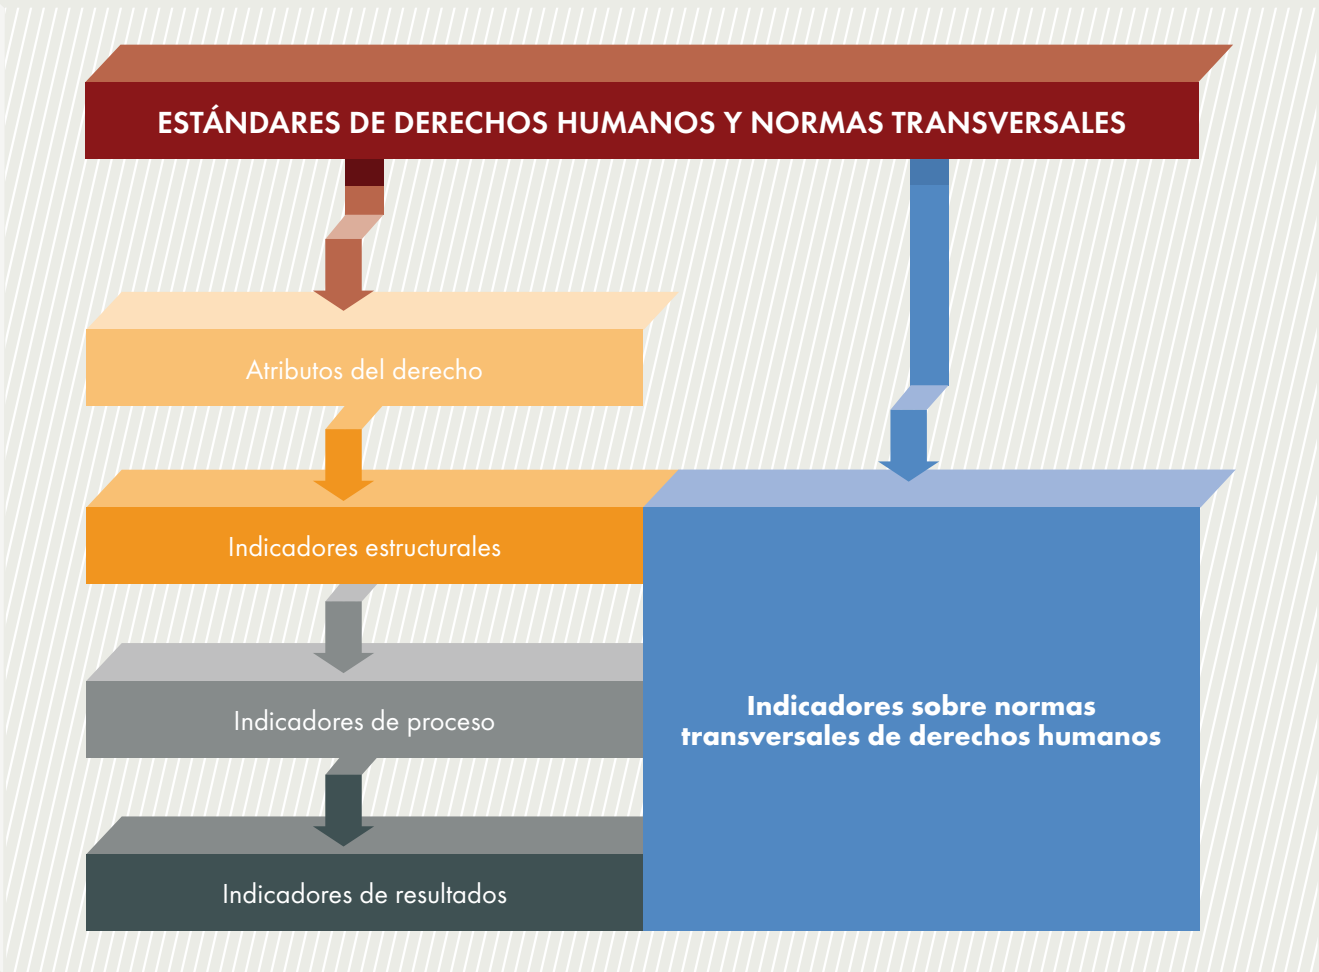 ESTÁNDARES DE DERECHOS HUMANOS Y NORMAS TRANSVERSALES
Atributos del derecho
Indicadores estructurales
Indicadores de proceso
Indicadores de resultados
Indicadores sobre normas
transversales de derechos humanos